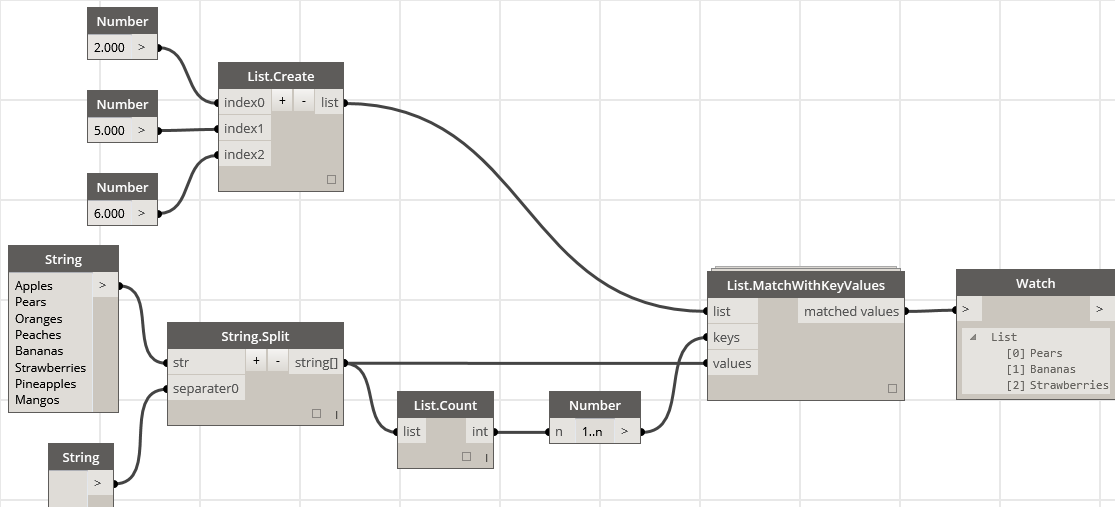 Number
2.000 >
Number
5.000 >
Number
6.000 >
List.Create
index0 + - list
index1
index2
String
Apples >
Pears
Oranges
Peaches
Bananas
Strawberries
Pineapples
Mangos
String.Split
str + - string[]
separater0
String
>
List.Count
list int
Number
n 1..n >
List.MatchWithKeyValues
list matched values
keys
values
Watch
> >
List
[0] Pears
[1] Bananas
[2] Strawberries